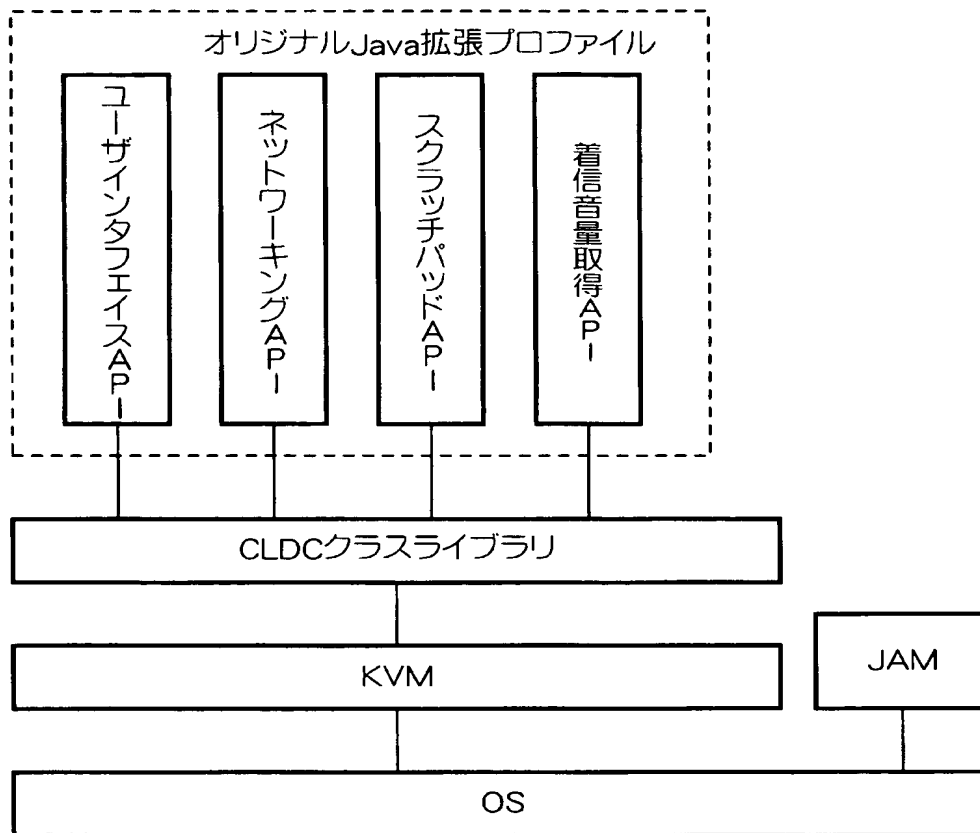 オリジナルJava拡張プロファイル
ユーザインタフェイスAPI
ネットワーキングAPI
スクラッチパッドAPI
着信音量取得API
CLDCクラスライブラリ
KVM
JAM
OS